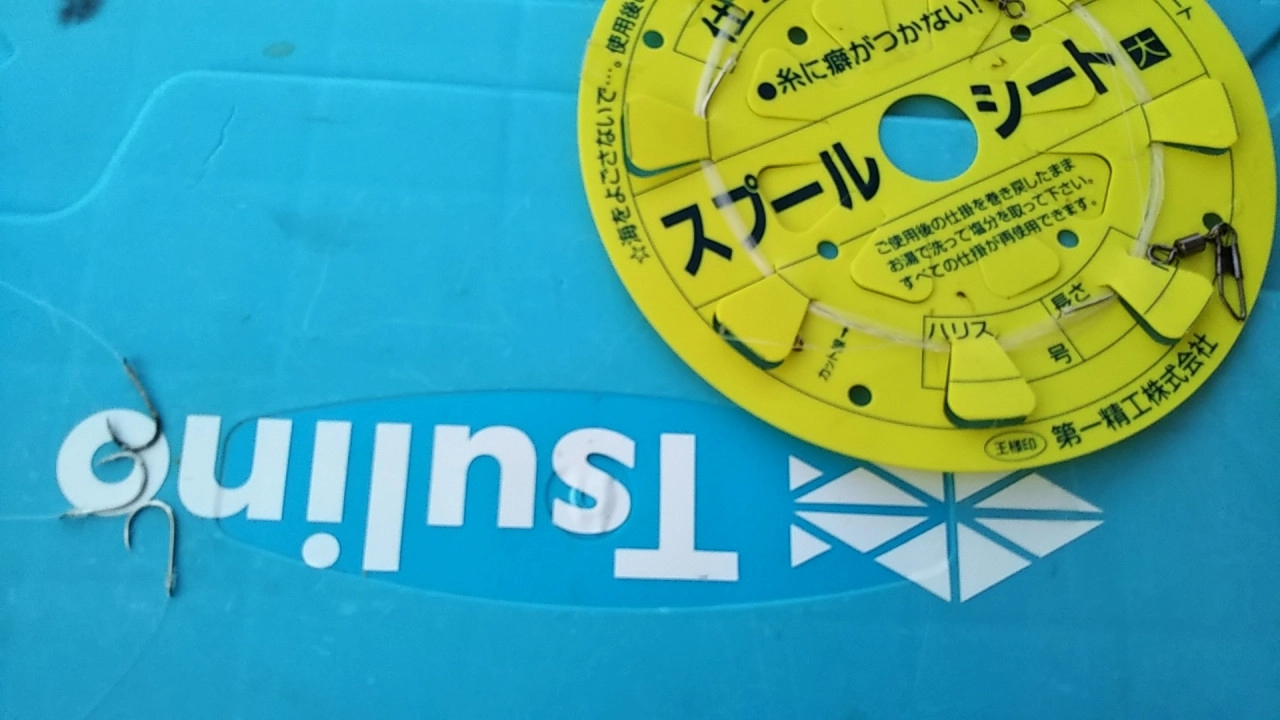 ●糸に癖がつかない!
スプールシート 大
ご使用後の仕掛を巻き戻したまま
お湯で洗って塩分を取って下さい。
すべての仕掛が再使用できます。
☆海をよごさないで…。使用後
ハリス
号
長さ
王様印
第一精工株式会社
Tsulino